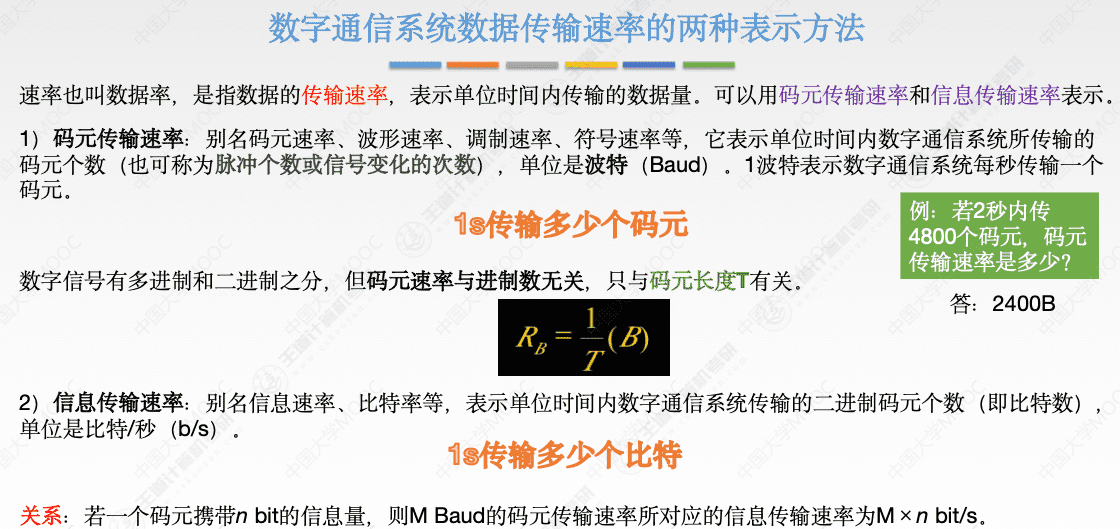 数字通信系统数据传输速率的两种表示方法
速率也叫数据率，是指数据的传输速率，表示单位时间内传输的数据量。可以用码元传输速率和信息传输速率表示。
1）码元传输速率：别名码元速率、波形速率、调制速率、符号速率等，它表示单位时间内数字通信系统所传输的
码元个数（也可称为脉冲个数或信号变化的次数），单位是波特（Baud）。1波特表示数字通信系统每秒传输一个
码元。
1s传输多少个码元
例：若2秒内传
4800个码元，码元
传输速率是多少？
答：2400B
数字信号有多进制和二进制之分，但码元速率与进制数无关，只与码元长度T有关。
R_B = 1/T (B)
2）信息传输速率：别名信息速率、比特率等，表示单位时间内数字通信系统传输的二进制码元个数（即比特数），
单位是比特/秒（b/s）。
1s传输多少个比特
关系：若一个码元携带n bit的信息量，则M Baud的码元传输速率所对应的信息传输速率为M×n bit/s。